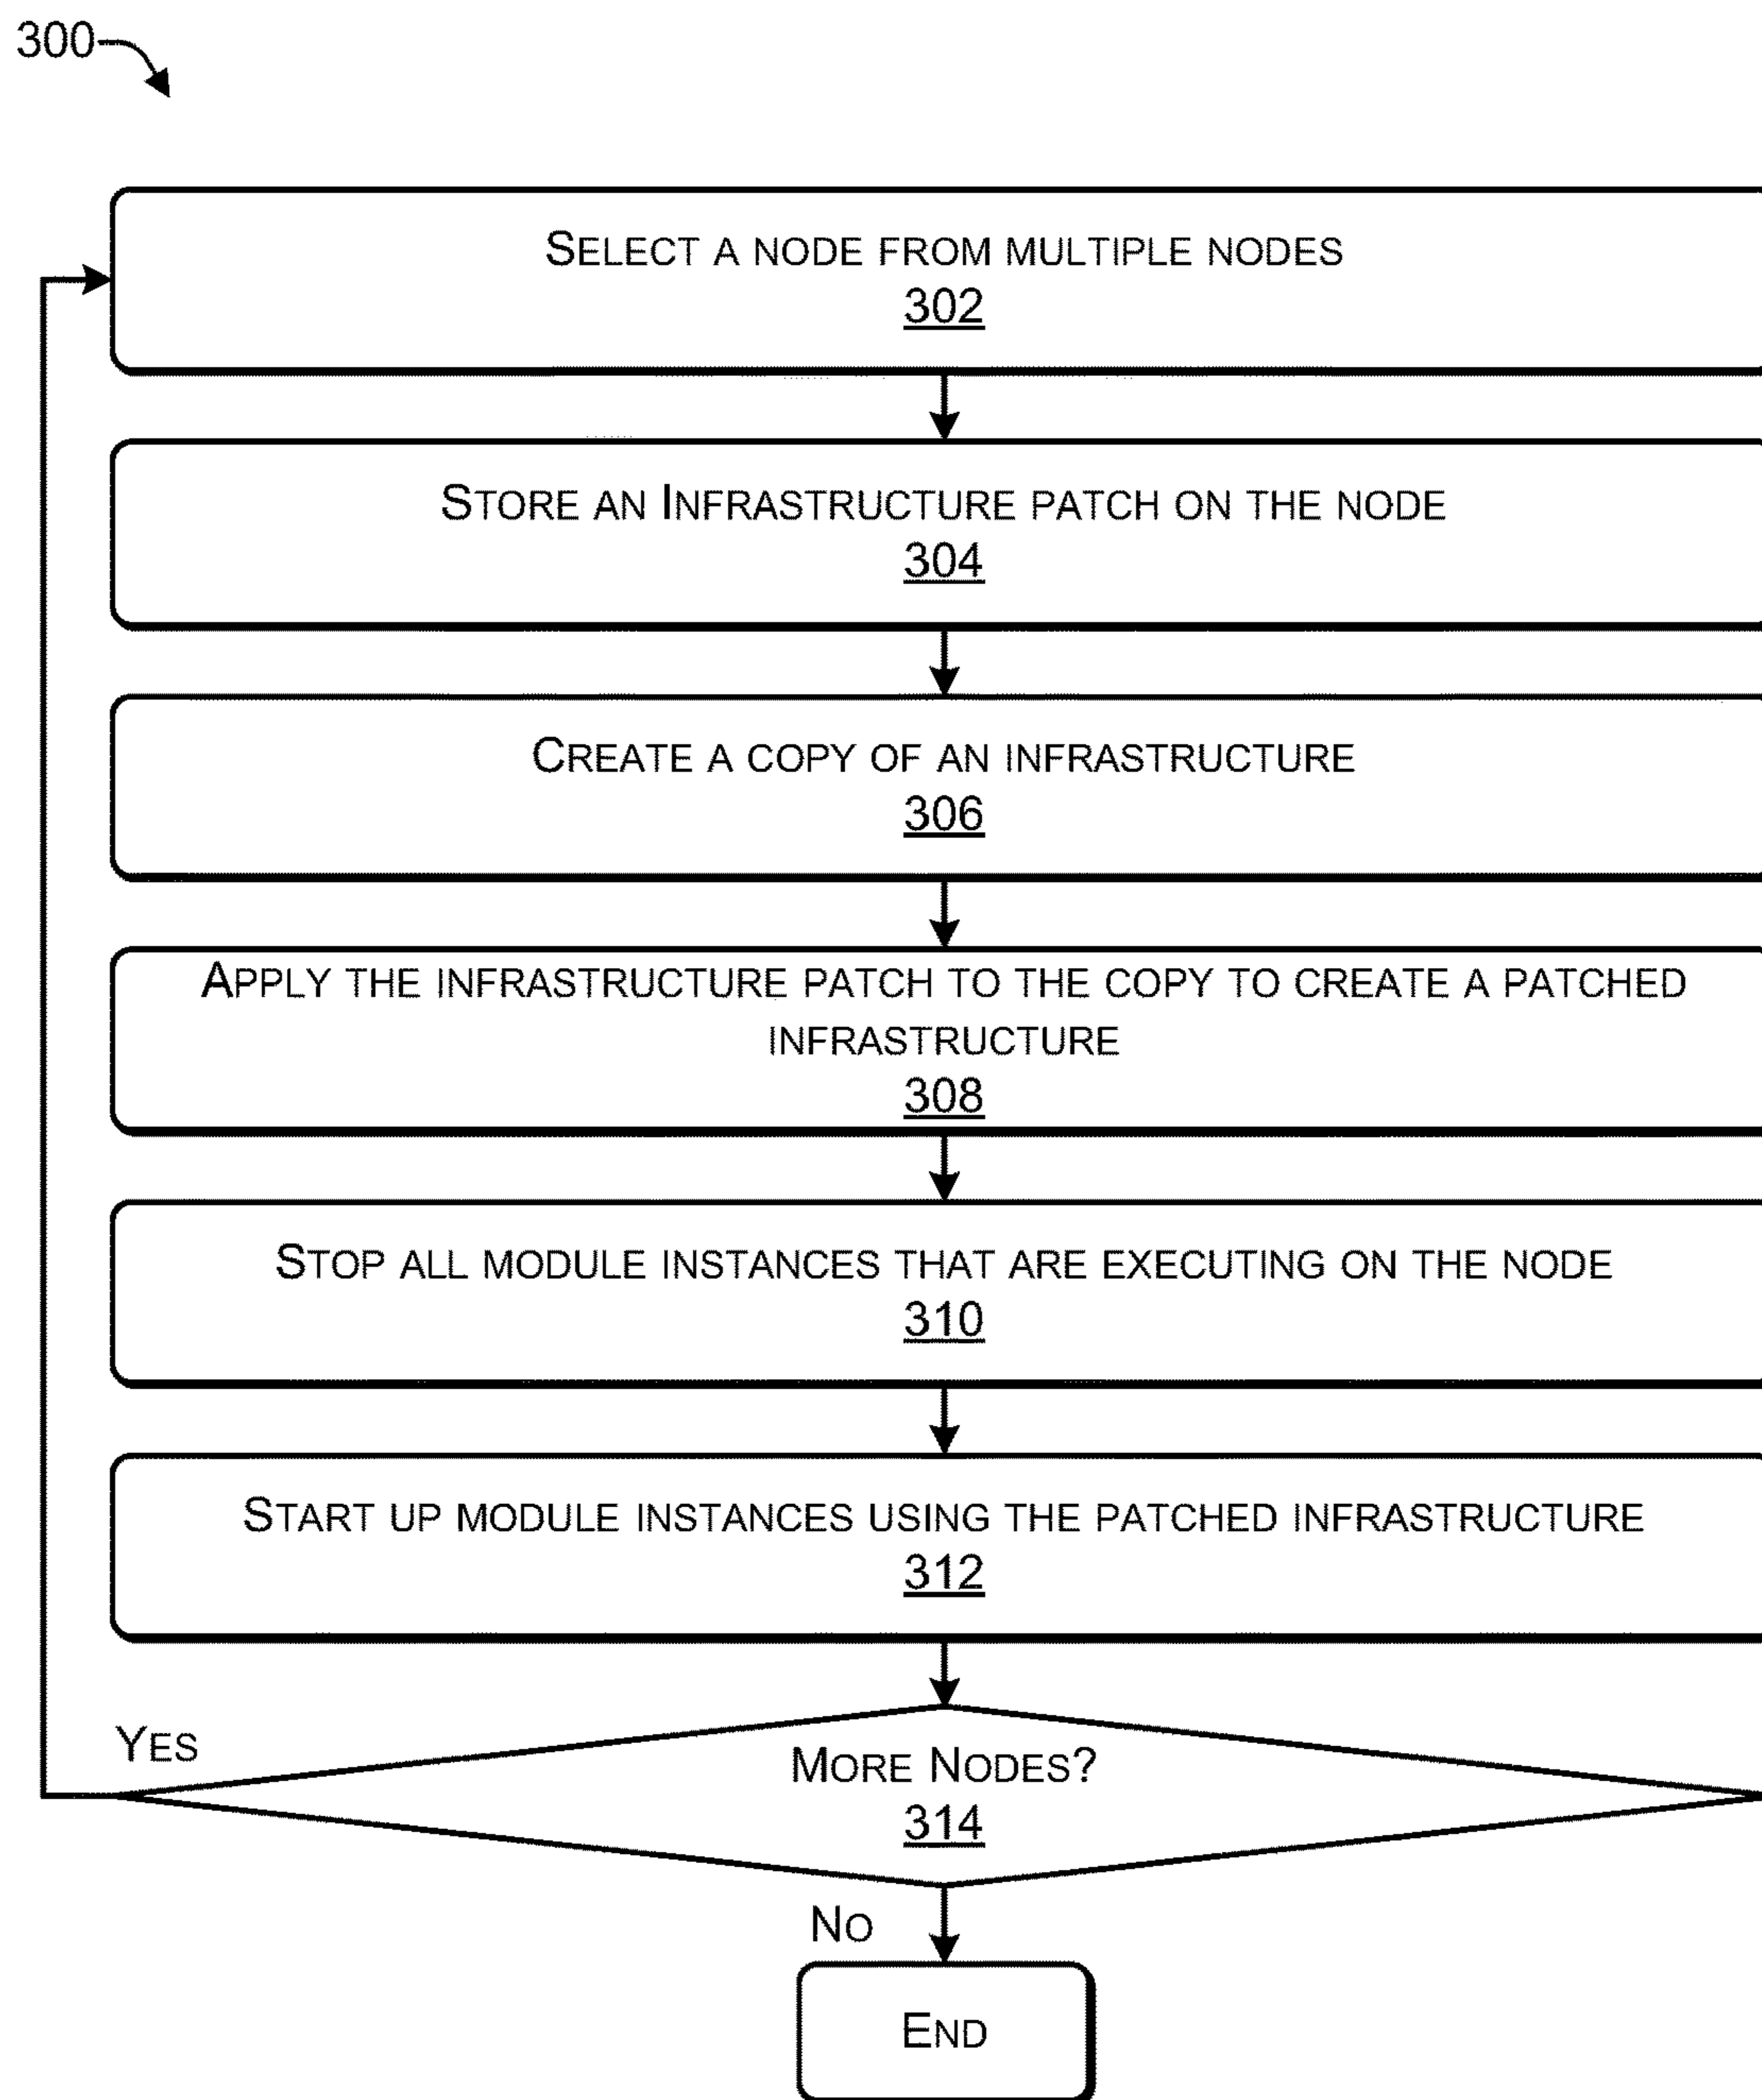 300
SELECT A NODE FROM MULTIPLE NODES
302
STORE AN INFRASTRUCTURE PATCH ON THE NODE
304
CREATE A COPY OF AN INFRASTRUCTURE
306
APPLY THE INFRASTRUCTURE PATCH TO THE COPY TO CREATE A PATCHED
INFRASTRUCTURE
308
STOP ALL MODULE INSTANCES THAT ARE EXECUTING ON THE NODE
310
START UP MODULE INSTANCES USING THE PATCHED INFRASTRUCTURE
312
YES
MORE NODES?
314
NO
END